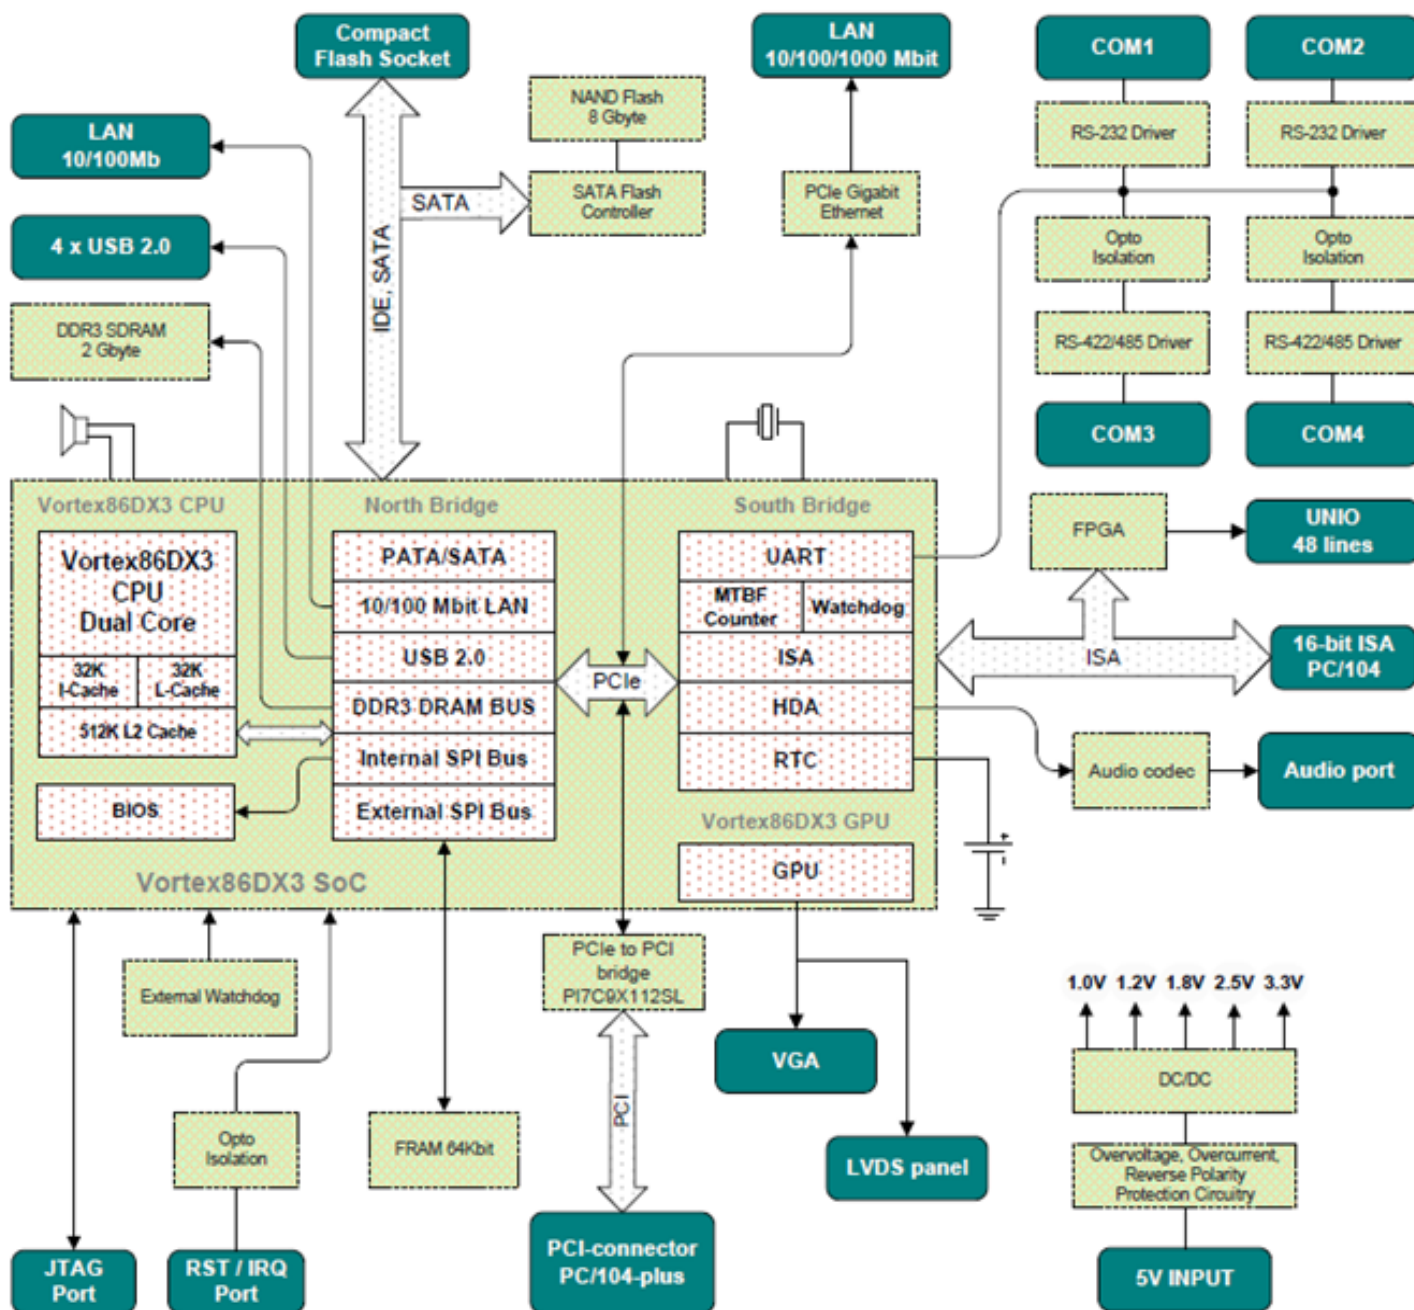 Compact
Flash Socket
LAN
10/100/1000 Mbit
COM1
COM2
NAND Flash
8 Gbyte
RS-232 Driver
RS-232 Driver
LAN
10/100Mb
SATA
SATA Flash
Controller
PCIe Gigabit
Ethernet
4 x USB 2.0
Opto
Isolation
Opto
Isolation
IDE, SATA
DDR3 SDRAM
2 Gbyte
RS-422/485 Driver
RS-422/485 Driver
COM3
COM4
Vortex86DX3 CPU
North Bridge
South Bridge
FPGA
UNIO
48 lines
Vortex86DX3
CPU
Dual Core
PATA/SATA
UART
10/100 Mbit LAN
MTBF
Counter
Watchdog
USB 2.0
PCIe
ISA
ISA
16-bit ISA
PC/104
32K
I-Cache
32K
L-Cache
DDR3 DRAM BUS
HDA
512K L2 Cache
Internal SPI Bus
RTC
Audio codec
Audio port
BIOS
External SPI Bus
Vortex86DX3 GPU
+
-
GPU
Vortex86DX3 SoC
External Watchdog
PCIe to PCI
bridge
PI7C9X112SL
1.0V 1.2V 1.8V 2.5V 3.3V
VGA
DC/DC
PCI
Opto
Isolation
FRAM 64Kbit
LVDS panel
Overvoltage, Overcurrent,
Reverse Polarity
Protection Circuitry
JTAG
Port
RST / IRQ
Port
PCI-connector
PC/104-plus
5V INPUT